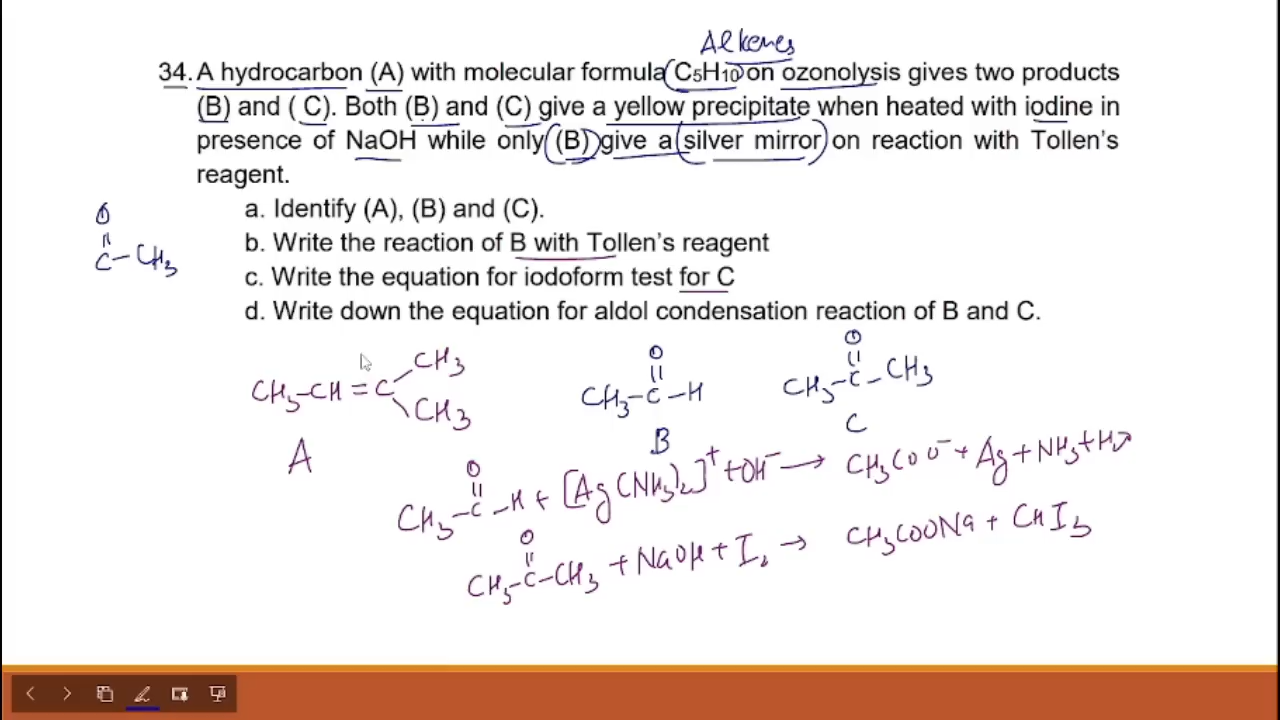 Alkenes
34. A hydrocarbon (A) with molecular formula (C5H10) on ozonolysis gives two products
(B) and ( C). Both (B) and (C) give a yellow precipitate when heated with iodine in
presence of NaOH while only (B) give a silver mirror on reaction with Tollen's
reagent.
a. Identify (A), (B) and (C).
b. Write the reaction of B with Tollen's reagent
c. Write the equation for iodoform test for C
d. Write down the equation for aldol condensation reaction of B and C.
O
||
C-CH3
CH3-CH=C
CH3
CH3
A
O
||
CH3-C-H
B
O
||
CH3-C-CH3
C
O
||
CH3-C-H + [Ag(NH3)2]+ + OH- → CH3COO- + Ag + NH3 + H2O
O
||
CH3-C-CH3 + NaOH + I2 → CH3COONa + CHI3